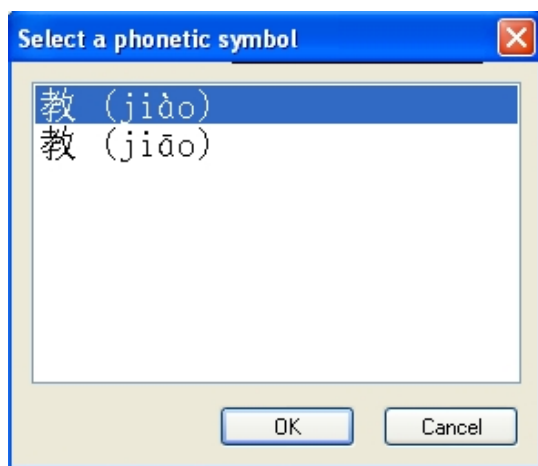 Select a phonetic symbol
教 (jiào)
教 (jiāo)
OK
Cancel